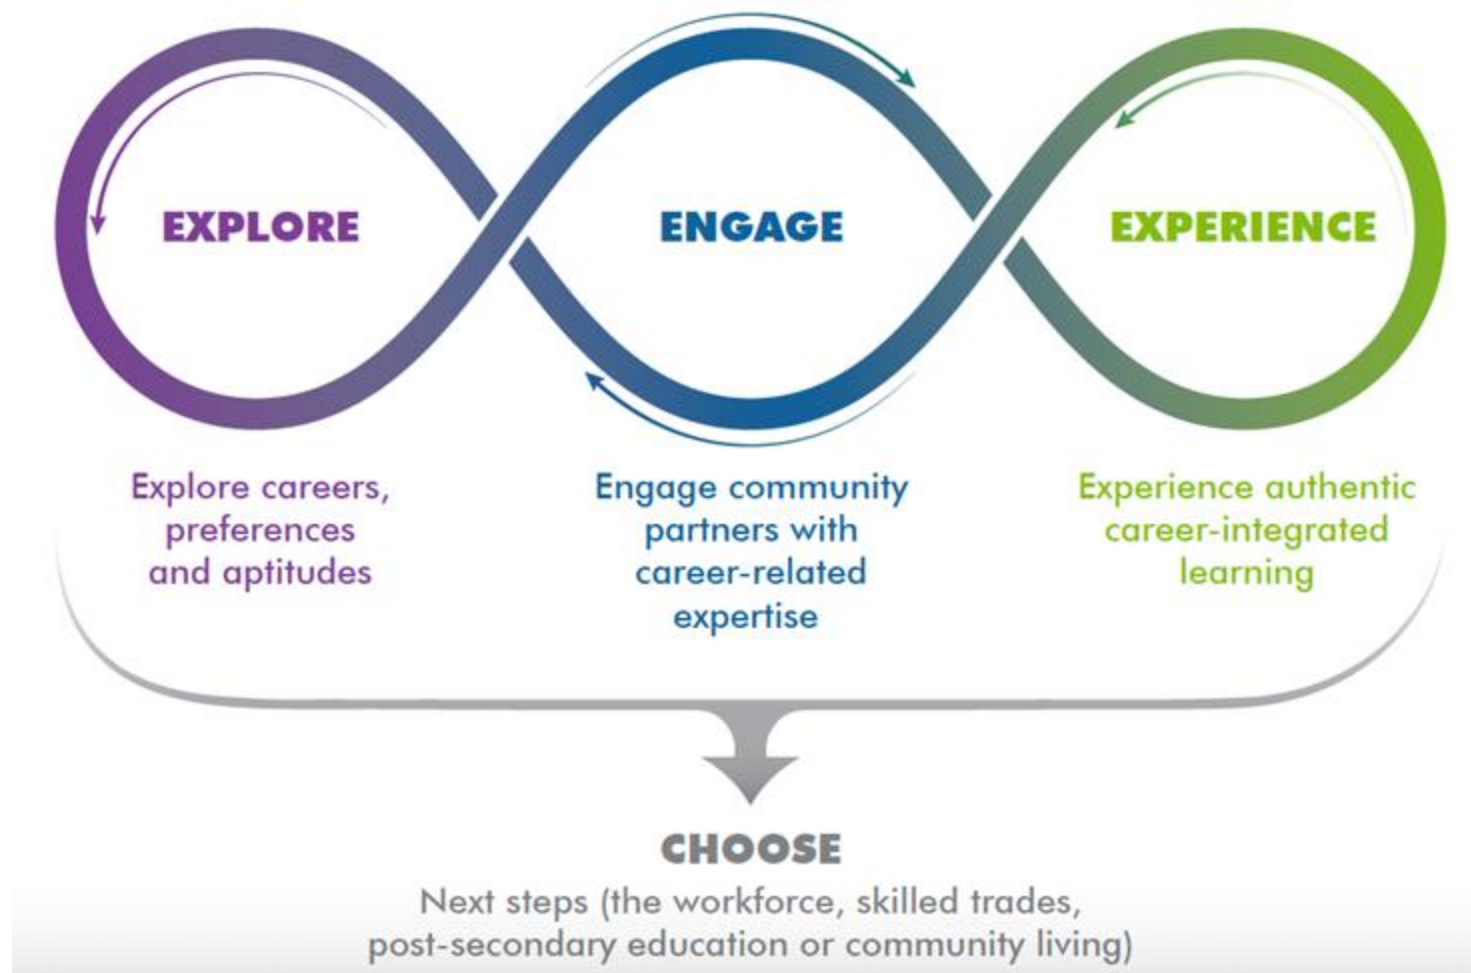 EXPLORE
ENGAGE
EXPERIENCE
Explore careers,
preferences
and aptitudes
Engage community
partners with
career-related
expertise
Experience authentic
career-integrated
learning
CHOOSE
Next steps (the workforce, skilled trades,
post-secondary education or community living)